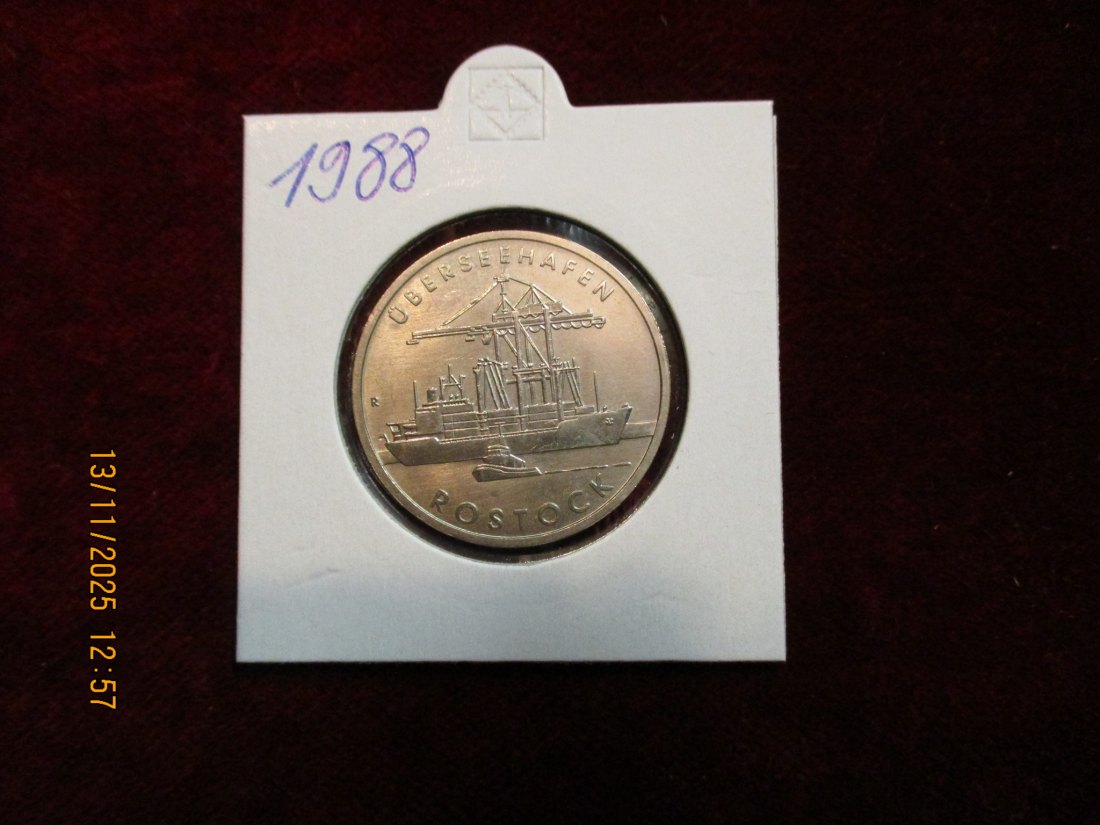 1988
ÜBERSEEHAFEN
R
ROSTOCK
13/11/2025 12:57